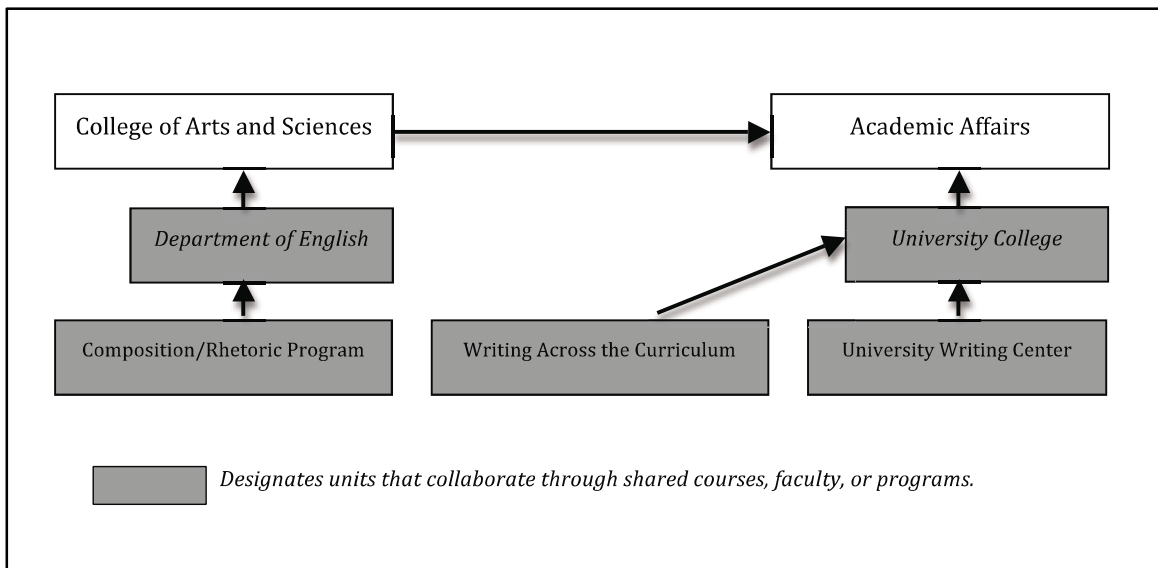 College of Arts and Sciences
Academic Affairs
Department of English
University College
Composition/Rhetoric Program
Writing Across the Curriculum
University Writing Center
Designates units that collaborate through shared courses, faculty, or programs.